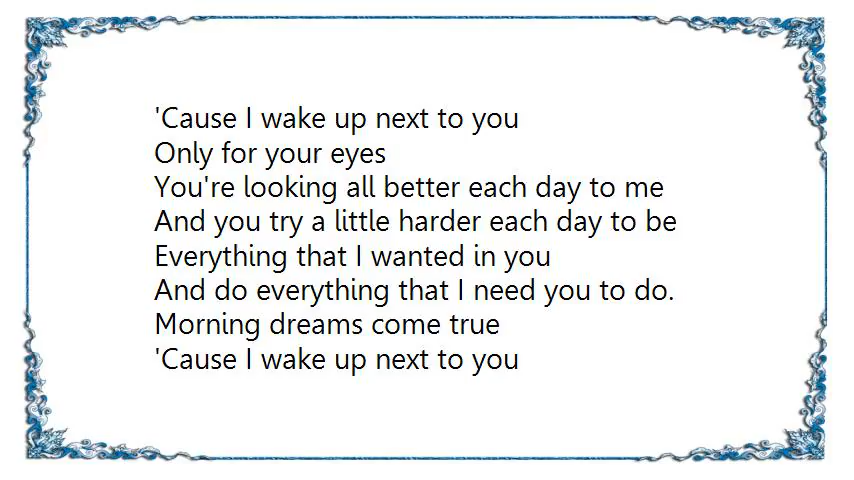 'Cause I wake up next to you
Only for your eyes
You're looking all better each day to me
And you try a little harder each day to be
Everything that I wanted in you
And do everything that I need you to do.
Morning dreams come true
'Cause I wake up next to you